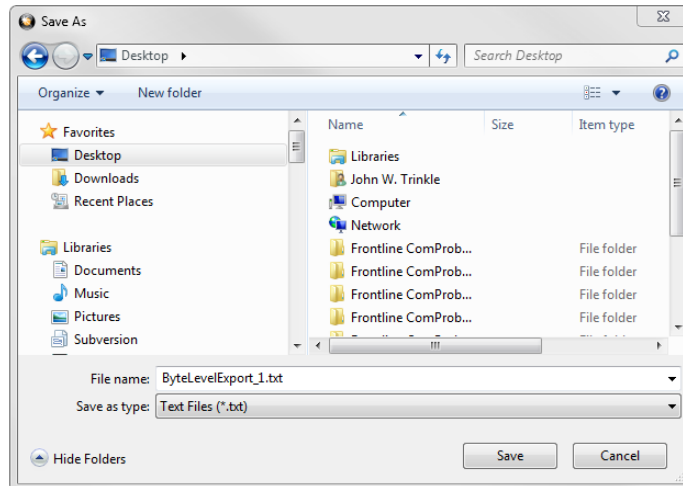 Save As
Desktop
Search Desktop
Organize
New folder
Name
Size
Item type
Favorites
Desktop
Downloads
Recent Places
Libraries
Documents
Music
Pictures
Subversion
Libraries
John W. Trinkle
Computer
Network
Frontline ComProb... File folder
Frontline ComProb... File folder
Frontline ComProb... File folder
Frontline ComProb... File folder
File name: ByteLevelExport_1.txt
Save as type: Text Files (*.txt)
Hide Folders
Save
Cancel